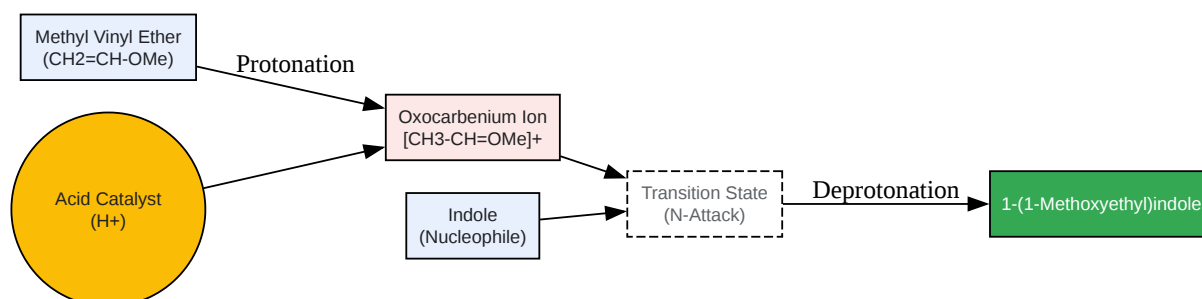 Methyl Vinyl Ether
(CH2=CH-OMe)
Protonation
Acid Catalyst
(H+)
Oxocarbenium Ion
[CH3-CH=OMe]+
Indole
(Nucleophile)
Transition State
(N-Attack)
Deprotonation
1-(1-Methoxyethyl)indole